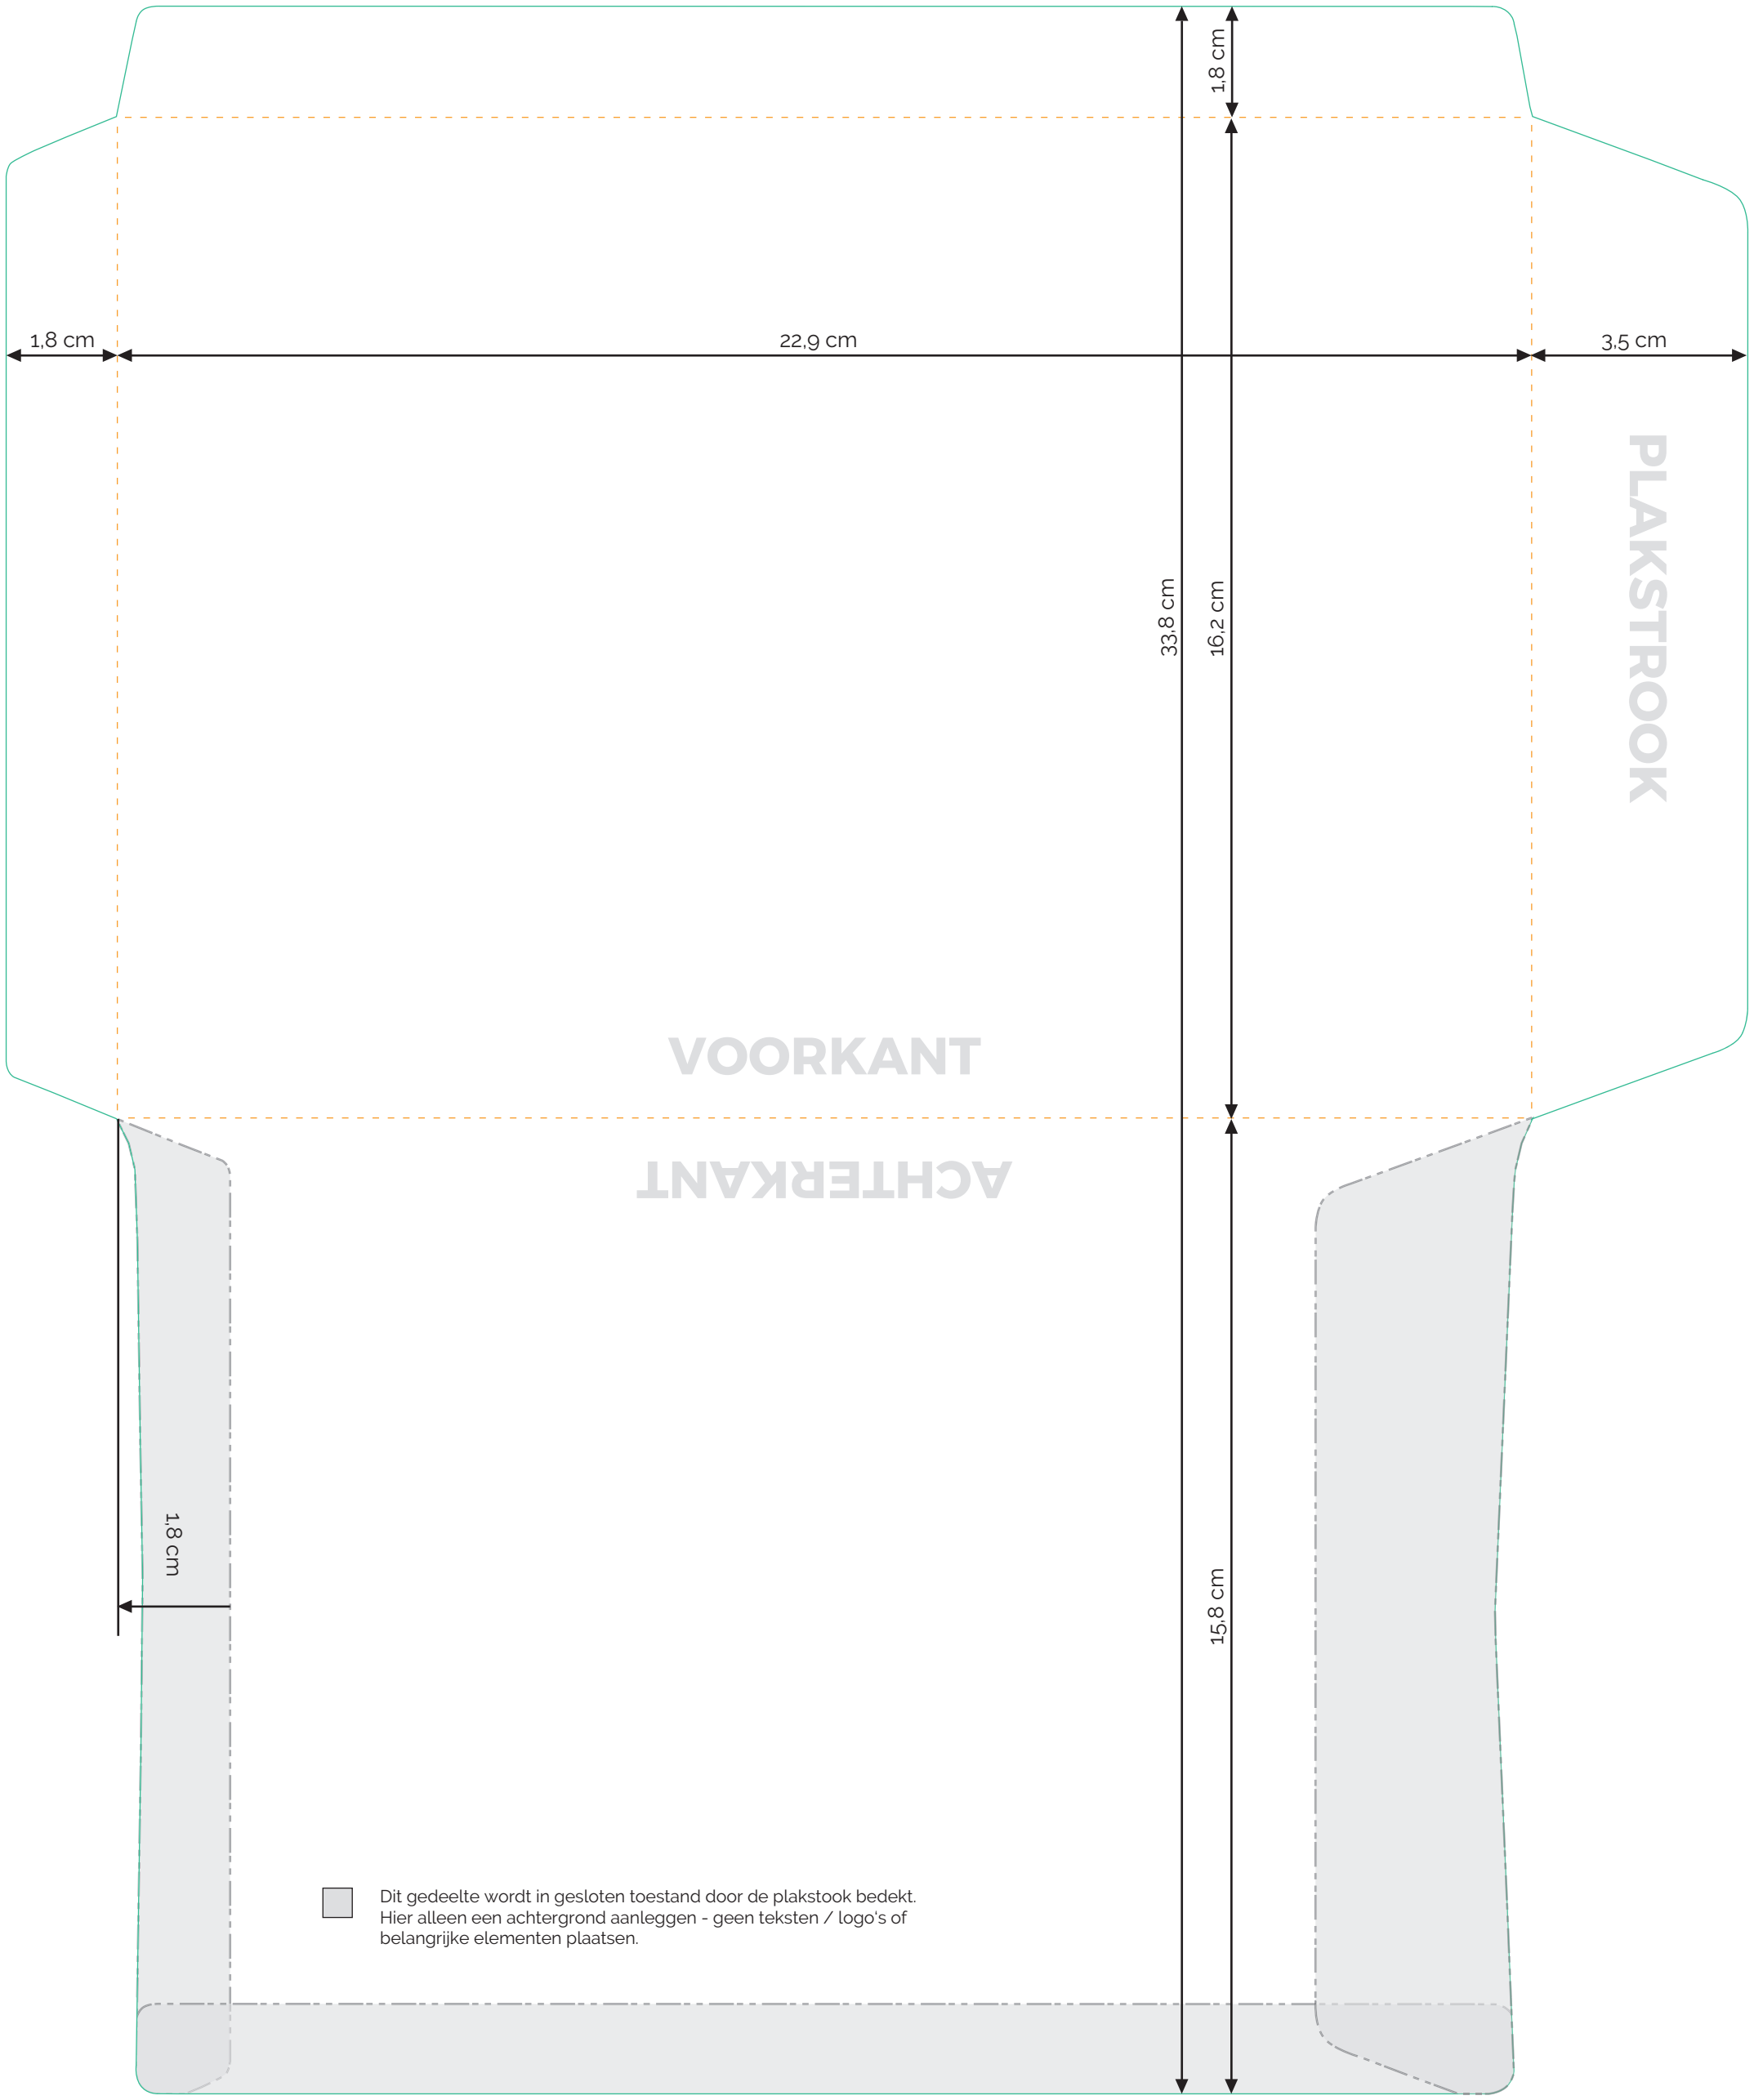 1,8 cm
1,8 cm
22,9 cm
3,5 cm
PLAKSTROOK
33,8 cm
16,2 cm
VOORKANT
ACHTERKANT
1,8 cm
15,8 cm
Dit gedeelte wordt in gesloten toestand door de plakstook bedekt.
Hier alleen een achtergrond aanleggen - geen teksten / logo's of
belangrijke elementen plaatsen.